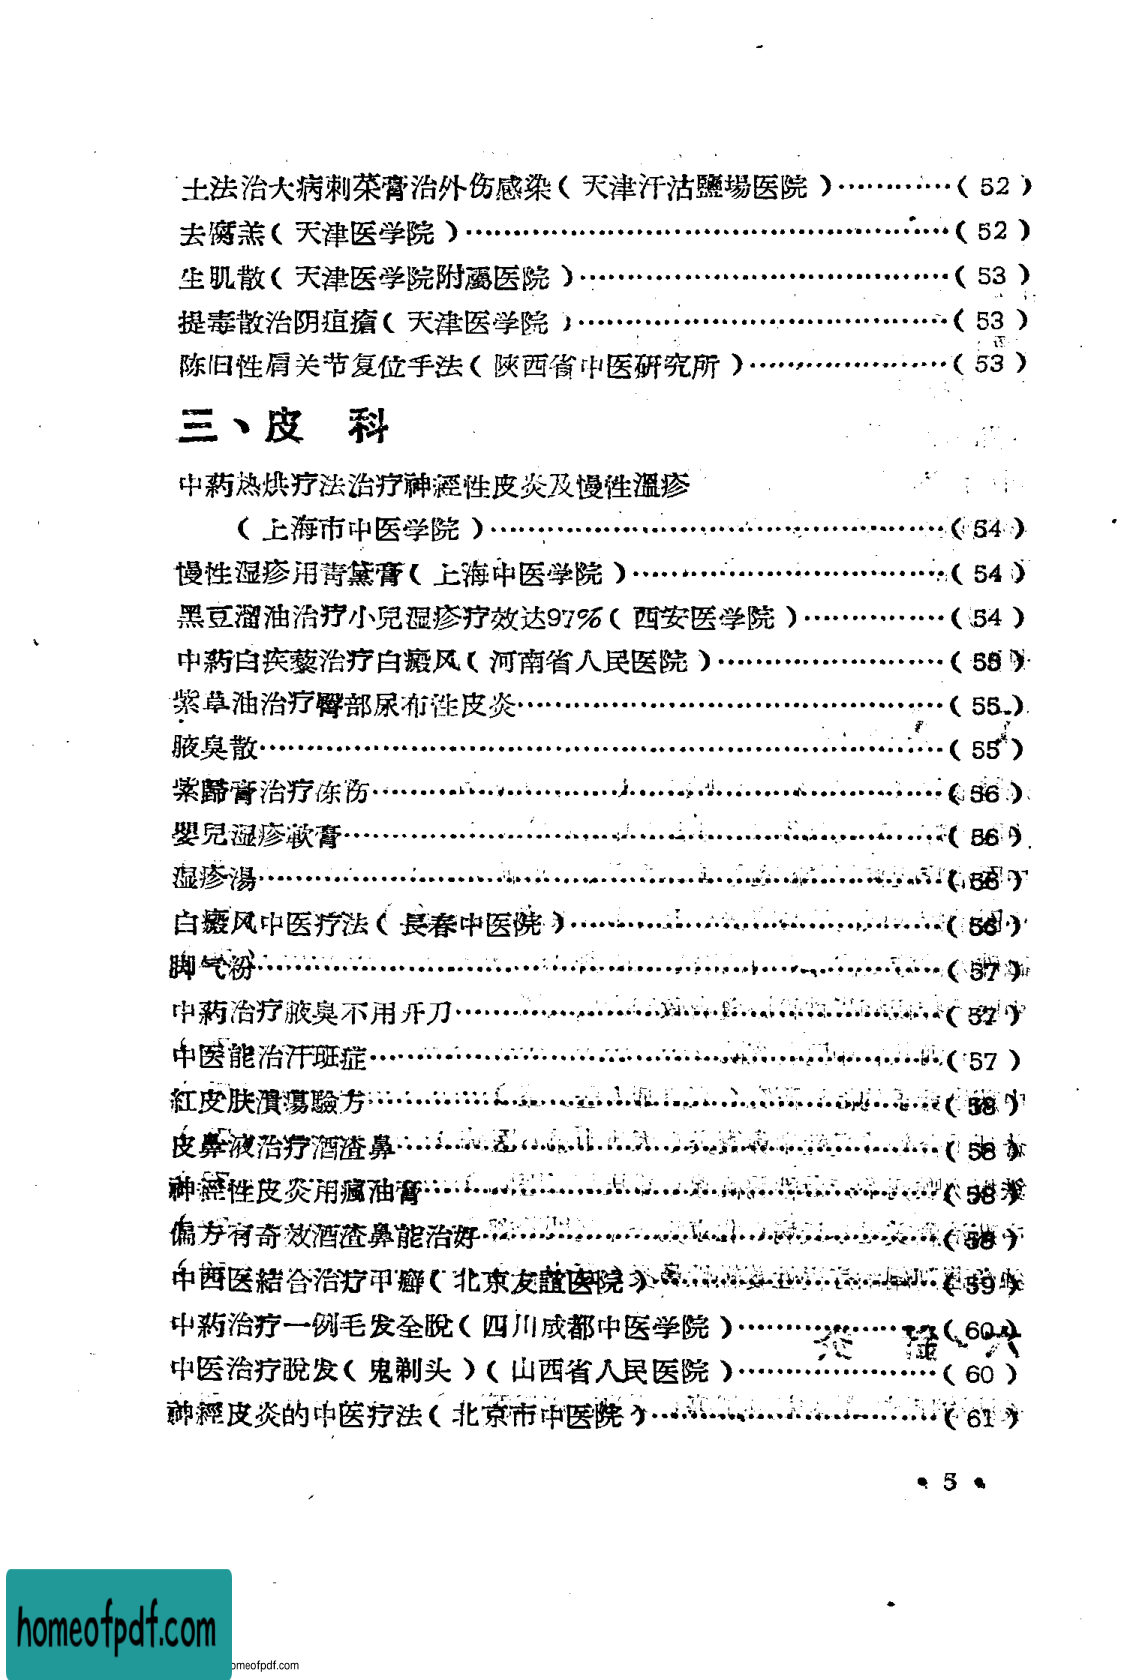 土法治大病刺菜膏治外伤感染(天津汗沽鹽場医院)…………(52)
去腐羔(天津医学院)……………………………………………(52)
生肌散(天津医学院附屬医院)…………………………………(53)
提毒散治阴疽瘡(天津医学院)…………………………………(53)
陈旧性肩关节复位手法(陝西省中医研究所)…………………(53)
三、皮 科
中葯热烘疗法治疗神經性皮炎及慢性溫疹
(上海市中医学院)…………………………………………(54)
慢性湿疹用青黛膏(上海中医学院)……………………………(54)
黑豆溜油治疗小兒湿疹疗效达97%(西安医学院)……………(54)
中葯白疾藜治疗白癜风(河南省人民医院)……………………(55)
紫草油治疗臀部尿布性皮炎………………………………………(55)
腋臭散………………………………………………………………(55)
紫歸膏治疗冻伤……………………………………………………(56)
嬰兒湿疹軟膏………………………………………………………(56)
湿疹湯………………………………………………………………(56)
白癜风中医疗法(長春中医院)…………………………………(56)
脚气粉………………………………………………………………(57)
中葯治疗腋臭不用开刀……………………………………………(57)
中医能治汗斑症……………………………………………………(57)
紅皮肤潰瘍驗方……………………………………………………(58)
皮鼻液治疗酒渣鼻…………………………………………………(58)
神經性皮炎用瘋油膏………………………………………………(58)
偏方有奇效酒渣鼻能治好…………………………………………(58)
中西医結合治疗甲癬(北京友誼医院)…………………………(59)
中葯治疗一例毛发全脫(四川成都中医学院)…………………(60)
中医治疗脫发(鬼剃头)(山西省人民医院)…………………(60)
神經皮炎的中医疗法(北京市中医院)…………………………(61)
• 5 •
homeofpdf.com
omeofpdf.com